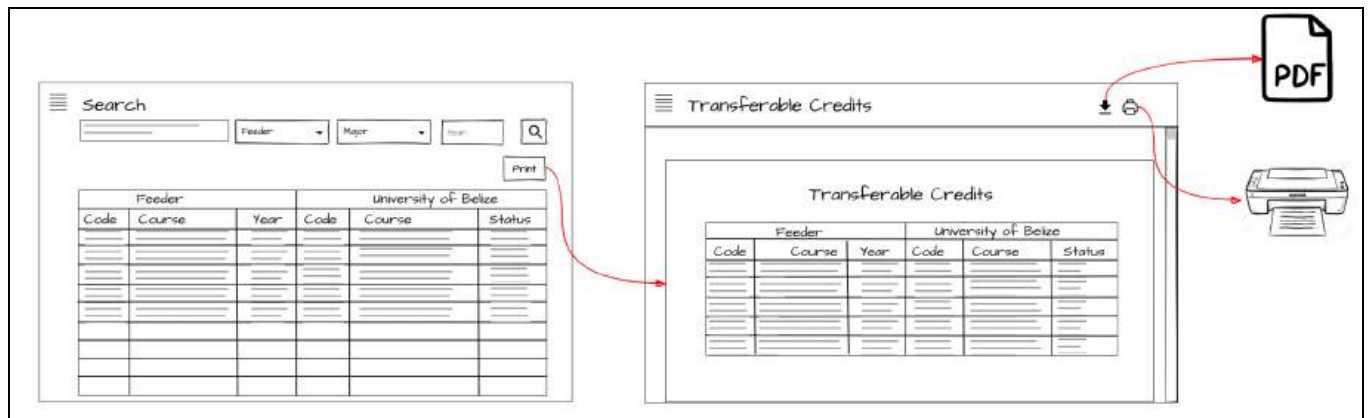 PDF
Search
Feeder Major Year
Print
Feeder University of Belize
Code Course Year Code Course Status
Transferable Credits
Transferable Credits
Feeder University of Belize
Code Course Year Code Course Status